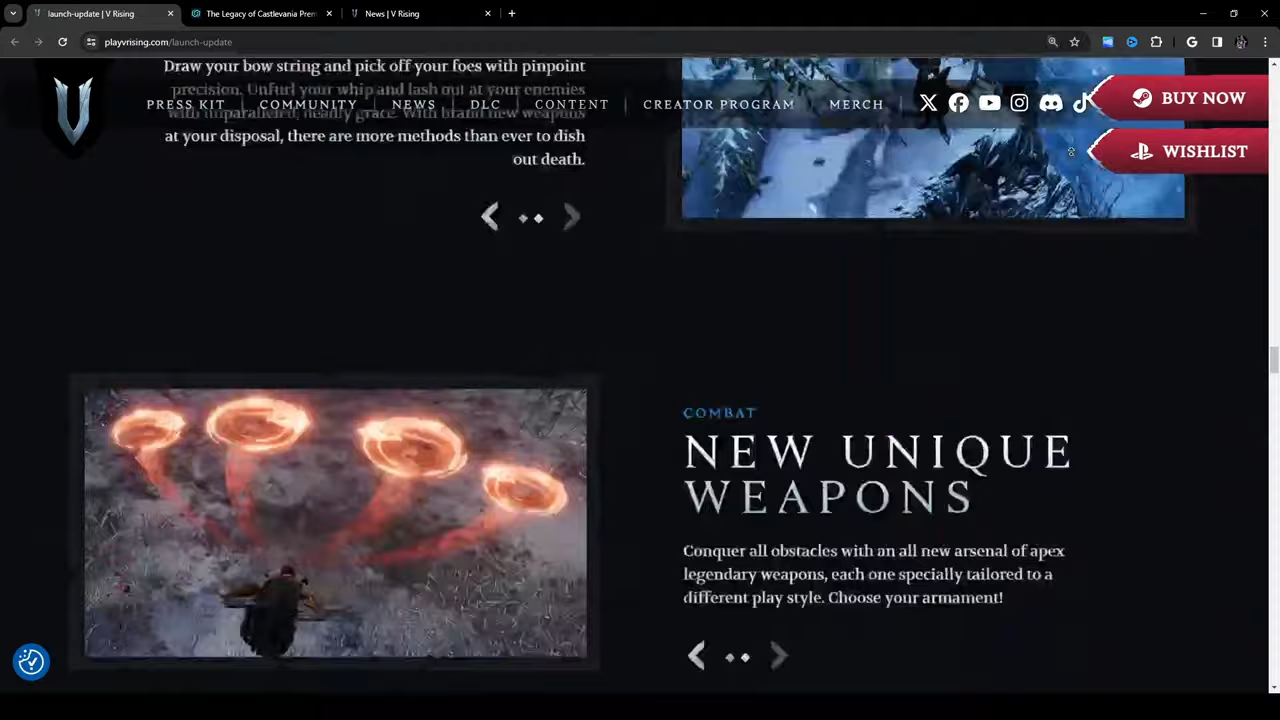 launch-update | V Rising
The Legacy of Castlevania Prem
News | V Rising
playvrising.com/launch-update
Draw your bow string and pick off your foes with pinpoint
precision. Unfurl your whip and lash out at your enemies
PRESS KIT
COMMUNITY
NEWS
DLC
CONTENT
CREATOR PROGRAM
MERCH
BUY NOW
with unparalleled, deadly grace. With brand new weapons
at your disposal, there are more methods than ever to dish
out death.
WISHLIST
COMBAT
NEW UNIQUE
WEAPONS
Conquer all obstacles with an all new arsenal of apex
legendary weapons, each one specially tailored to a
different play style. Choose your armament!